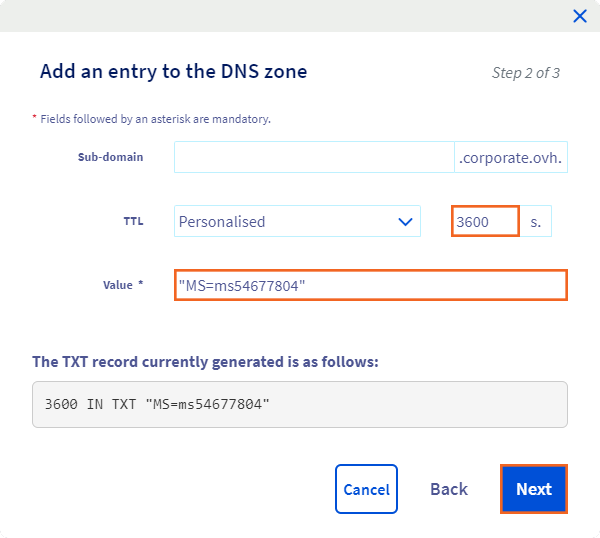 Add an entry to the DNS zone
Step 2 of 3
* Fields followed by an asterisk are mandatory.
Sub-domain .corporate.ovh.
TTL Personalised 3600 s.
Value * "MS=ms54677804"
The TXT record currently generated is as follows:
3600 IN TXT "MS=ms54677804"
Cancel Back Next